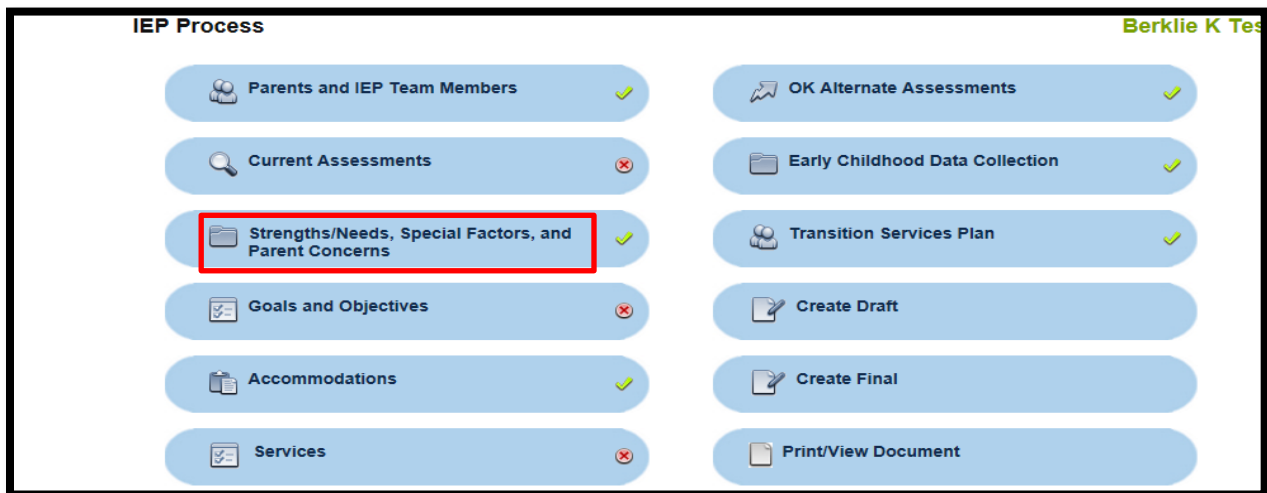 IEP Process
Berklie K Tes
Parents and IEP Team Members
Current Assessments
Strengths/Needs, Special Factors, and
Parent Concerns
Goals and Objectives
Accommodations
Services
OK Alternate Assessments
Early Childhood Data Collection
Transition Services Plan
Create Draft
Create Final
Print/View Document